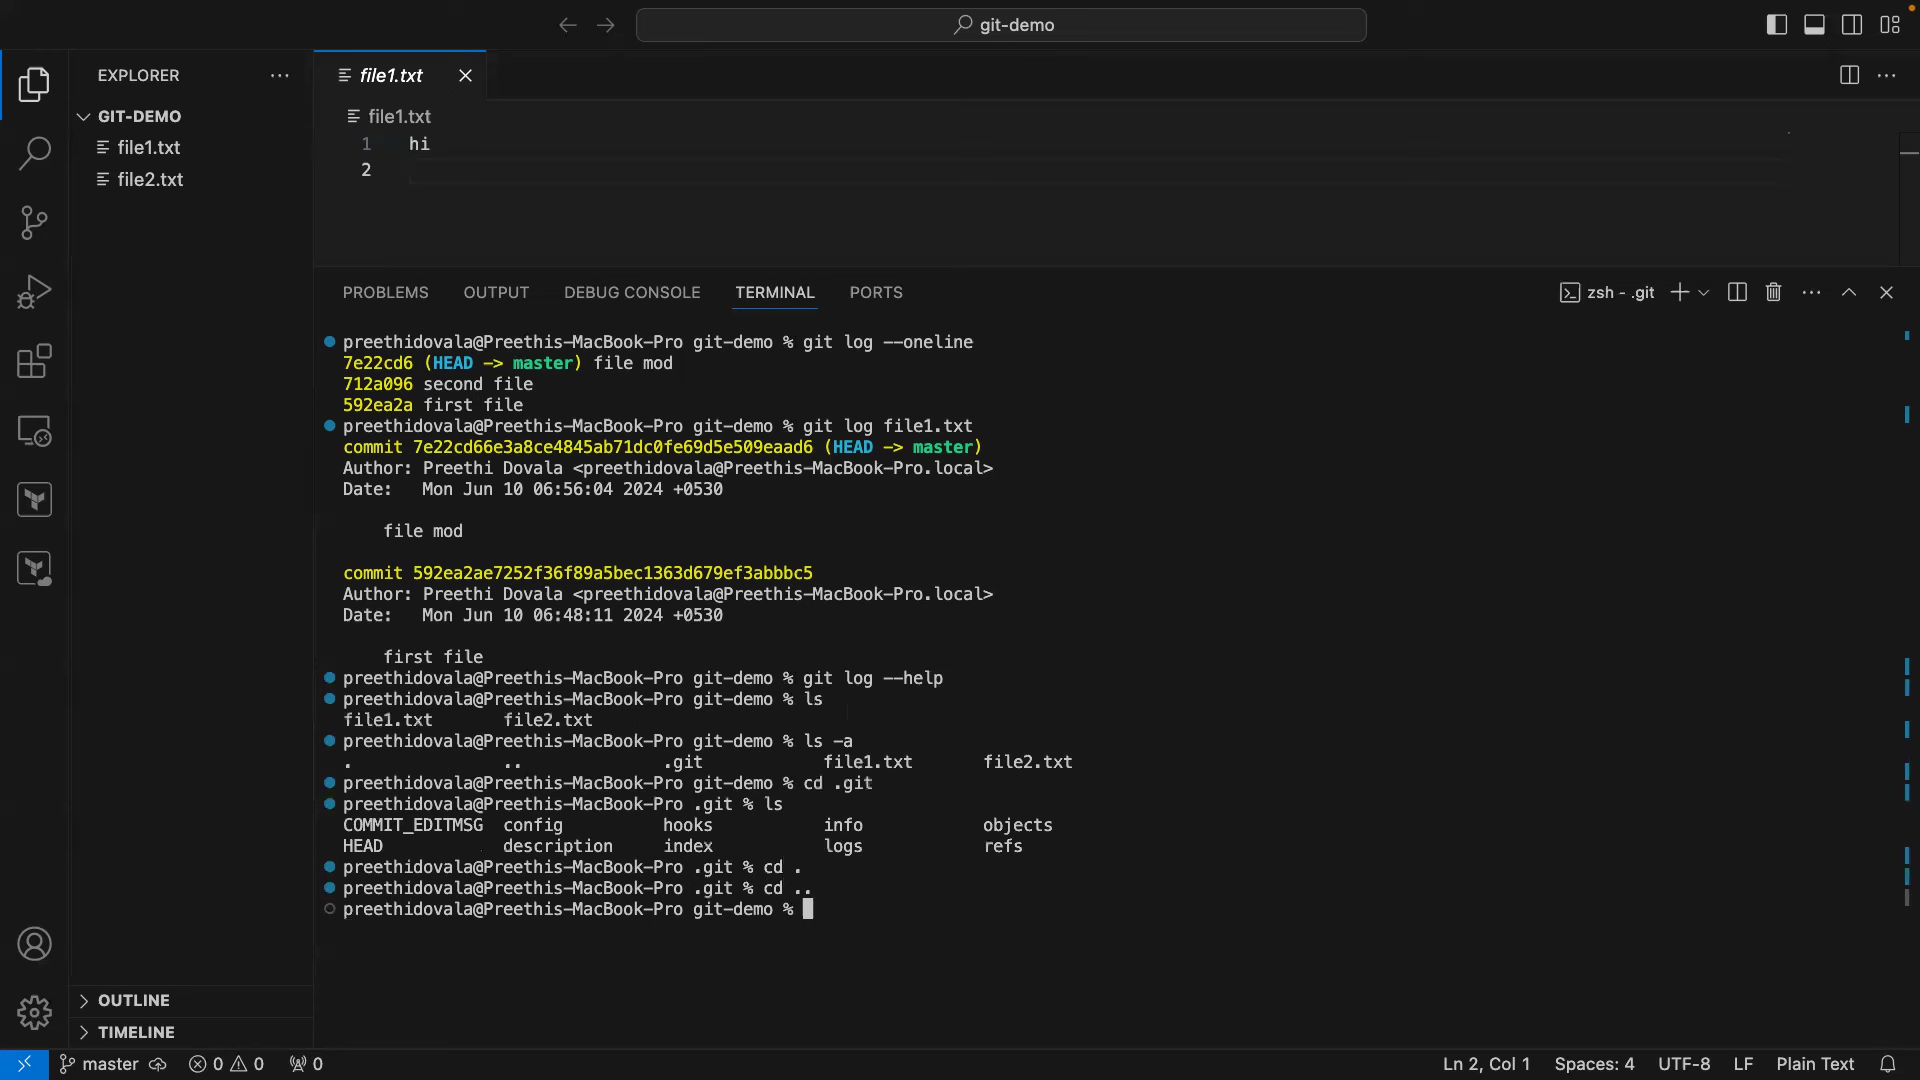 git-demo
EXPLORER
GIT-DEMO
file1.txt
file2.txt
OUTLINE
TIMELINE
file1.txt
file1.txt
1 hi
2
PROBLEMS OUTPUT DEBUG CONSOLE TERMINAL PORTS
zsh - .git
preethidovala@Preethis-MacBook-Pro git-demo % git log --oneline
7e22cd6 (HEAD -> master) file mod
712a096 second file
592ea2a first file
preethidovala@Preethis-MacBook-Pro git-demo % git log file1.txt
commit 7e22cd66e3a8ce4845ab71dc0fe69d5e509eaad6 (HEAD -> master)
Author: Preethi Dovala <preethidovala@Preethis-MacBook-Pro.local>
Date:   Mon Jun 10 06:56:04 2024 +0530
file mod
commit 592ea2ae7252f36f89a5bec1363d679ef3abbbc5
Author: Preethi Dovala <preethidovala@Preethis-MacBook-Pro.local>
Date:   Mon Jun 10 06:48:11 2024 +0530
first file
preethidovala@Preethis-MacBook-Pro git-demo % git log --help
preethidovala@Preethis-MacBook-Pro git-demo % ls
file1.txt file2.txt
preethidovala@Preethis-MacBook-Pro git-demo % ls -a
. .. .git file1.txt file2.txt
preethidovala@Preethis-MacBook-Pro git-demo % cd .git
preethidovala@Preethis-MacBook-Pro .git % ls
COMMIT_EDITMSG config hooks info objects
HEAD description index logs refs
preethidovala@Preethis-MacBook-Pro .git % cd .
preethidovala@Preethis-MacBook-Pro .git % cd ..
preethidovala@Preethis-MacBook-Pro git-demo %
master 0 0 0 Ln 2, Col 1 Spaces: 4 UTF-8 LF Plain Text